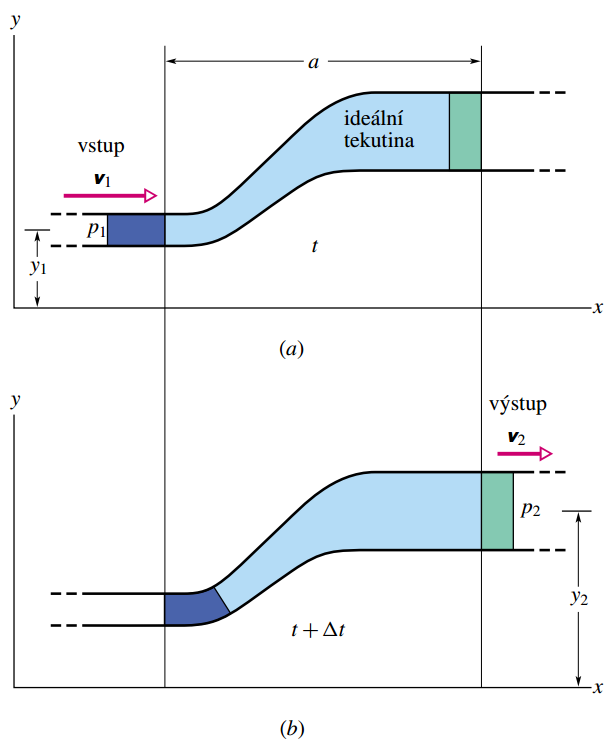 y
a
ideální
tekutina
vstup
v1
p1
y1
t
x
(a)
y
výstup
v2
p2
y2
t + Δt
x
(b)